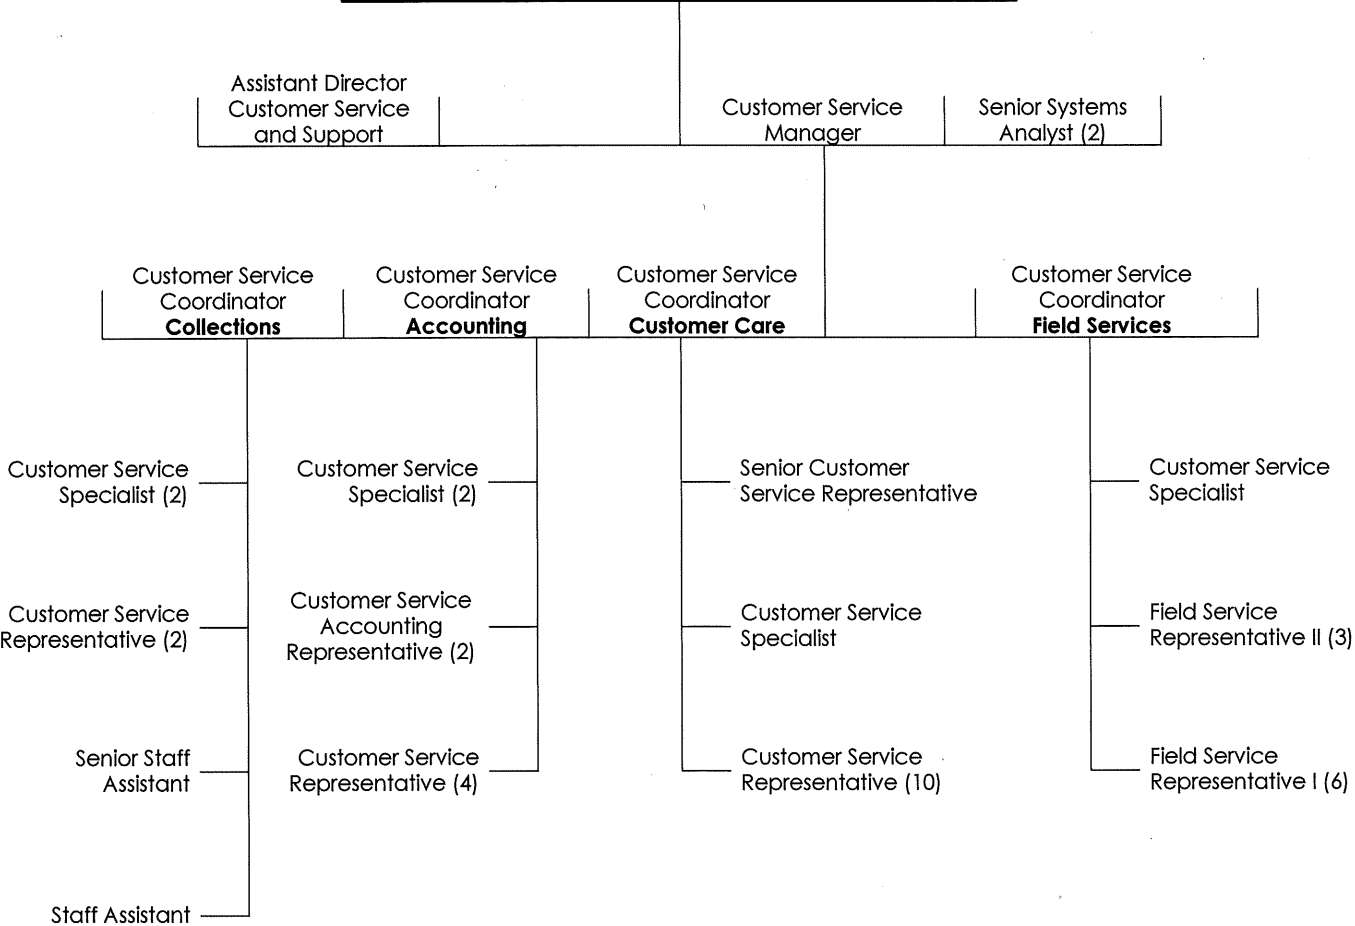 Assistant Director
Customer Service
and Support
Customer Service
Manager
Senior Systems
Analyst (2)
Customer Service
Coordinator
Collections
Customer Service
Coordinator
Accounting
Customer Service
Coordinator
Customer Care
Customer Service
Coordinator
Field Services
Customer Service
Specialist (2)
Customer Service
Representative (2)
Senior Staff
Assistant
Staff Assistant
Customer Service
Specialist (2)
Customer Service
Accounting
Representative (2)
Customer Service
Representative (4)
Senior Customer
Service Representative
Customer Service
Specialist
Customer Service
Representative (10)
Customer Service
Specialist
Field Service
Representative II (3)
Field Service
Representative I (6)